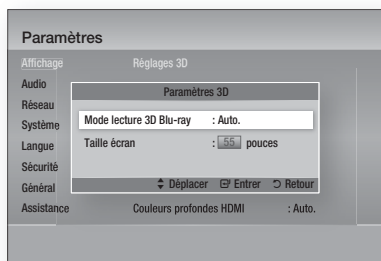 Paramètres
Affichage
Réglages 3D
Audio
Réseau
Système
Langue
Sécurité
Général
Assistance
Paramètres 3D
Mode lecture 3D Blu-ray : Auto.
Taille écran : 55 pouces
Déplacer Entrer Retour
Couleurs profondes HDMI : Auto.